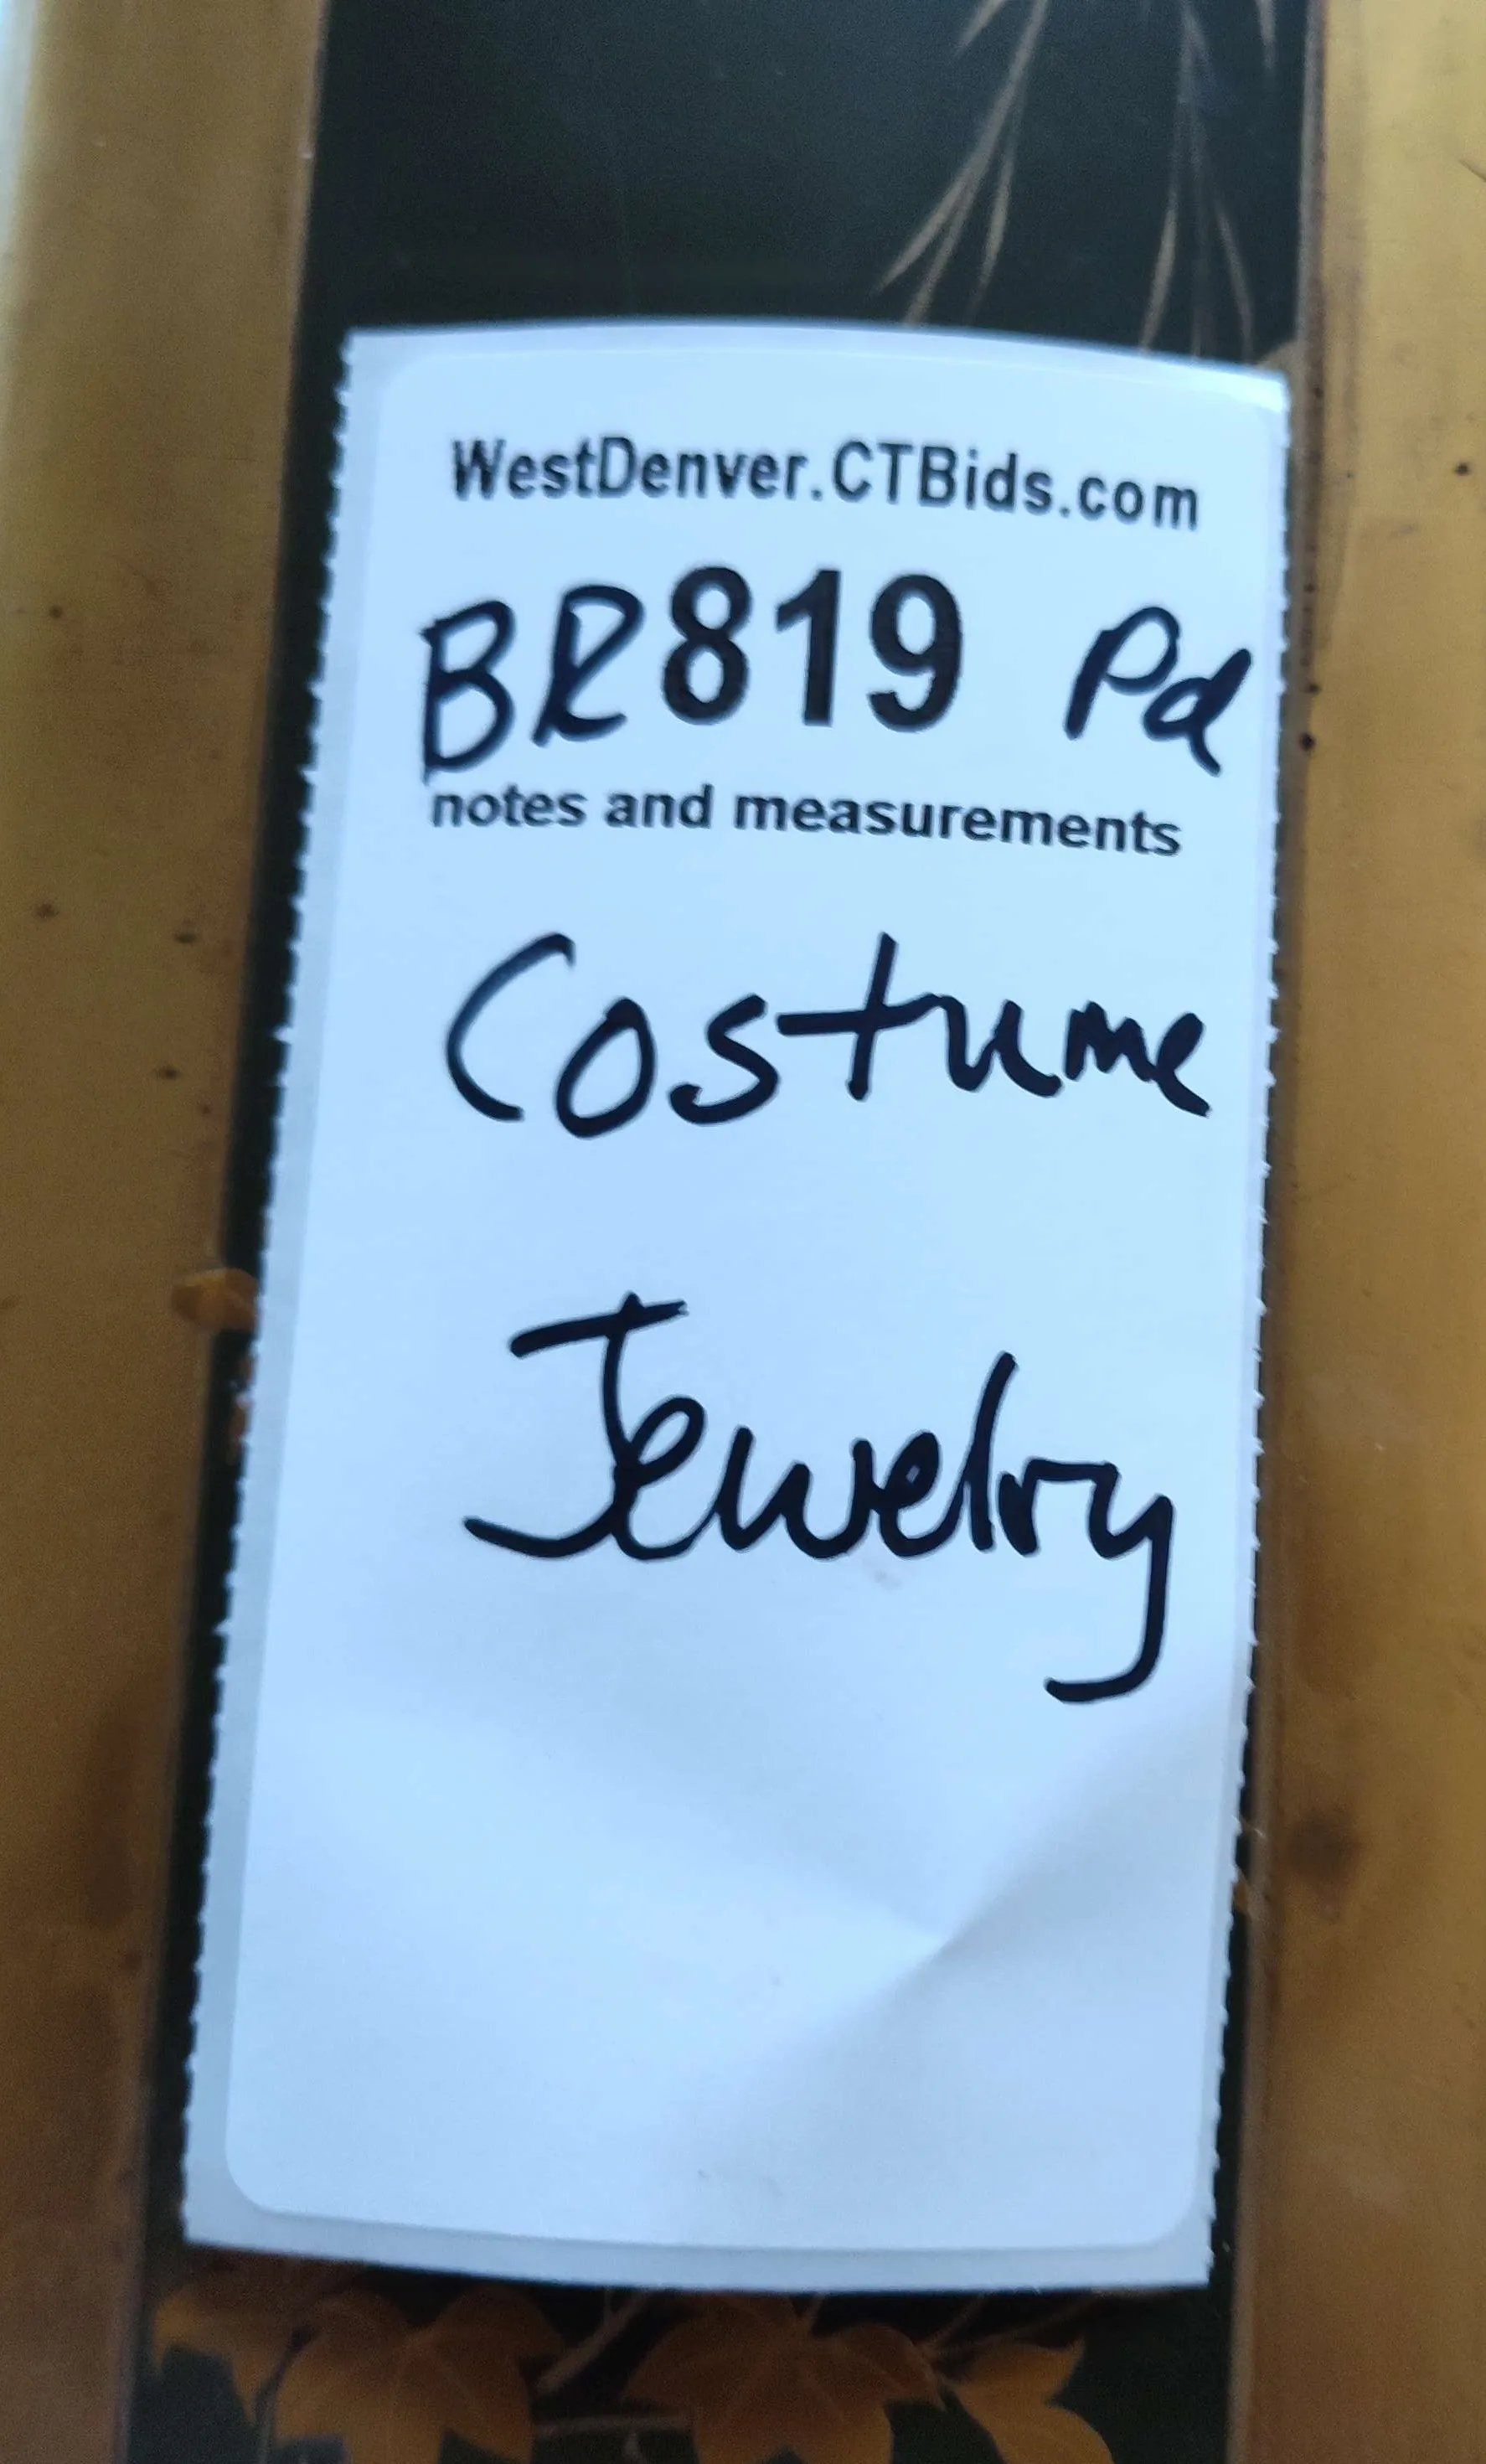 WestDenver.CTBids.com
BR819 Pd
notes and measurements
Costume
Jewelry